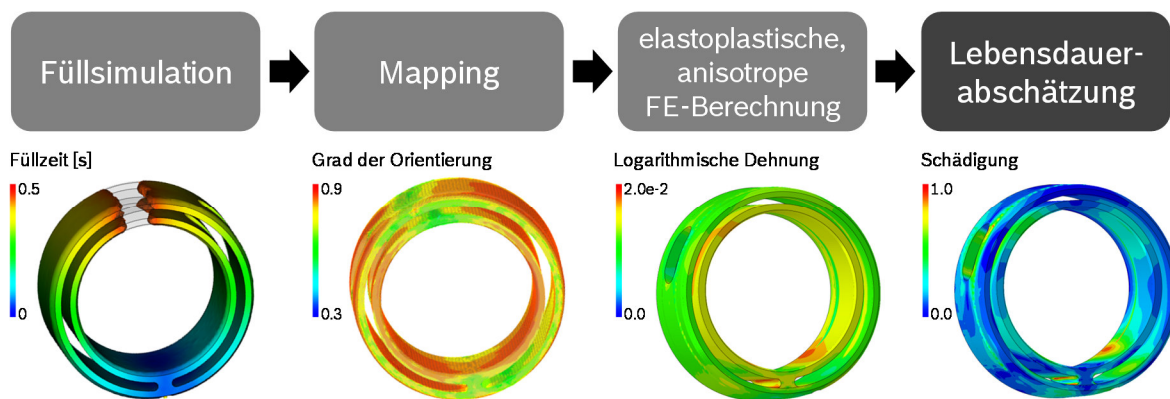 Füllsimulation
Mapping
elastoplastische,
anisotrope
FE-Berechnung
Lebensdauer-
abschätzung
Füllzeit [s]
0.5
0
Grad der Orientierung
0.9
0.3
Logarithmische Dehnung
2.0e-2
0.0
Schädigung
1.0
0.0